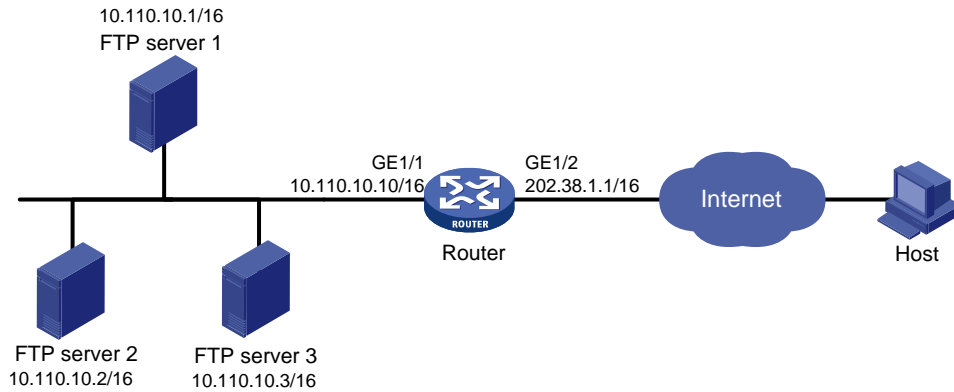 10.110.10.1/16
FTP server 1
GE1/1
10.110.10.10/16
GE1/2
202.38.1.1/16
ROUTER
Router
Internet
Host
FTP server 2
10.110.10.2/16
FTP server 3
10.110.10.3/16